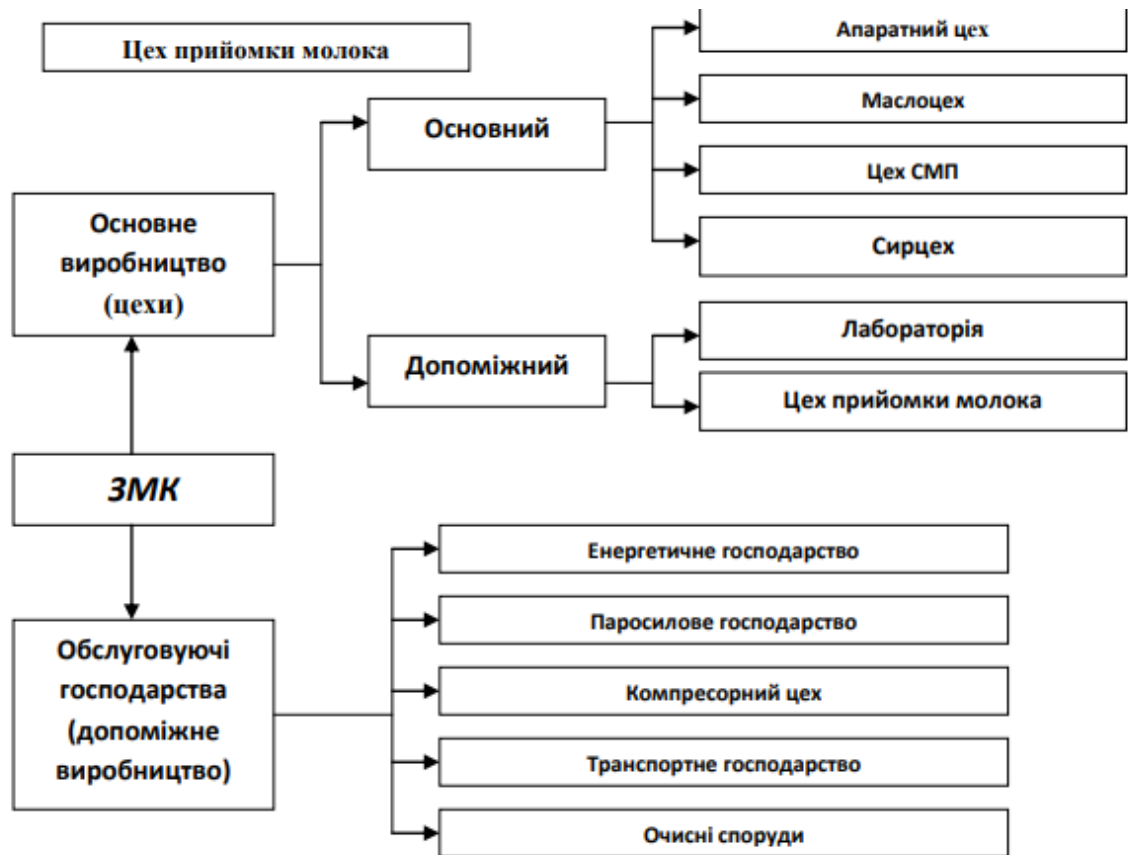 Цех прийомки молока
Апаратний цех
Основний
Маслоцех
Цех СМП
Сирцех
Основне
виробництво
(цехи)
Допоміжний
Лабораторія
Цех прийомки молока
ЗМК
Енергетичне господарство
Паросилове господарство
Компресорний цех
Транспортне господарство
Очисні споруди
Обслуговуючі
господарства
(допоміжне
виробництво)